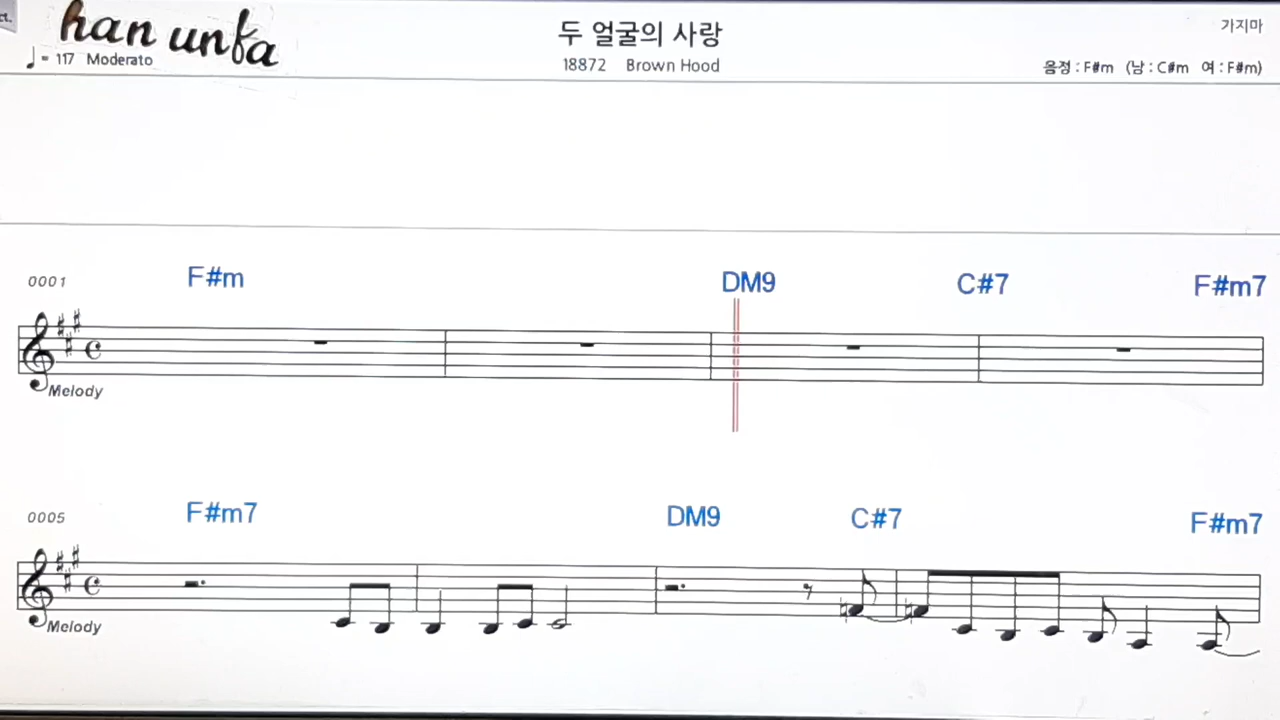 ct.
han unfa
두 얼굴의 사랑
가지마
♩= 117 Moderato
18872 Brown Hood
음정 : F#m (남 : C#m 여 : F#m)
0001 F#m DM9 C#7 F#m7
Melody
0005 F#m7 DM9 C#7 F#m7
Melody